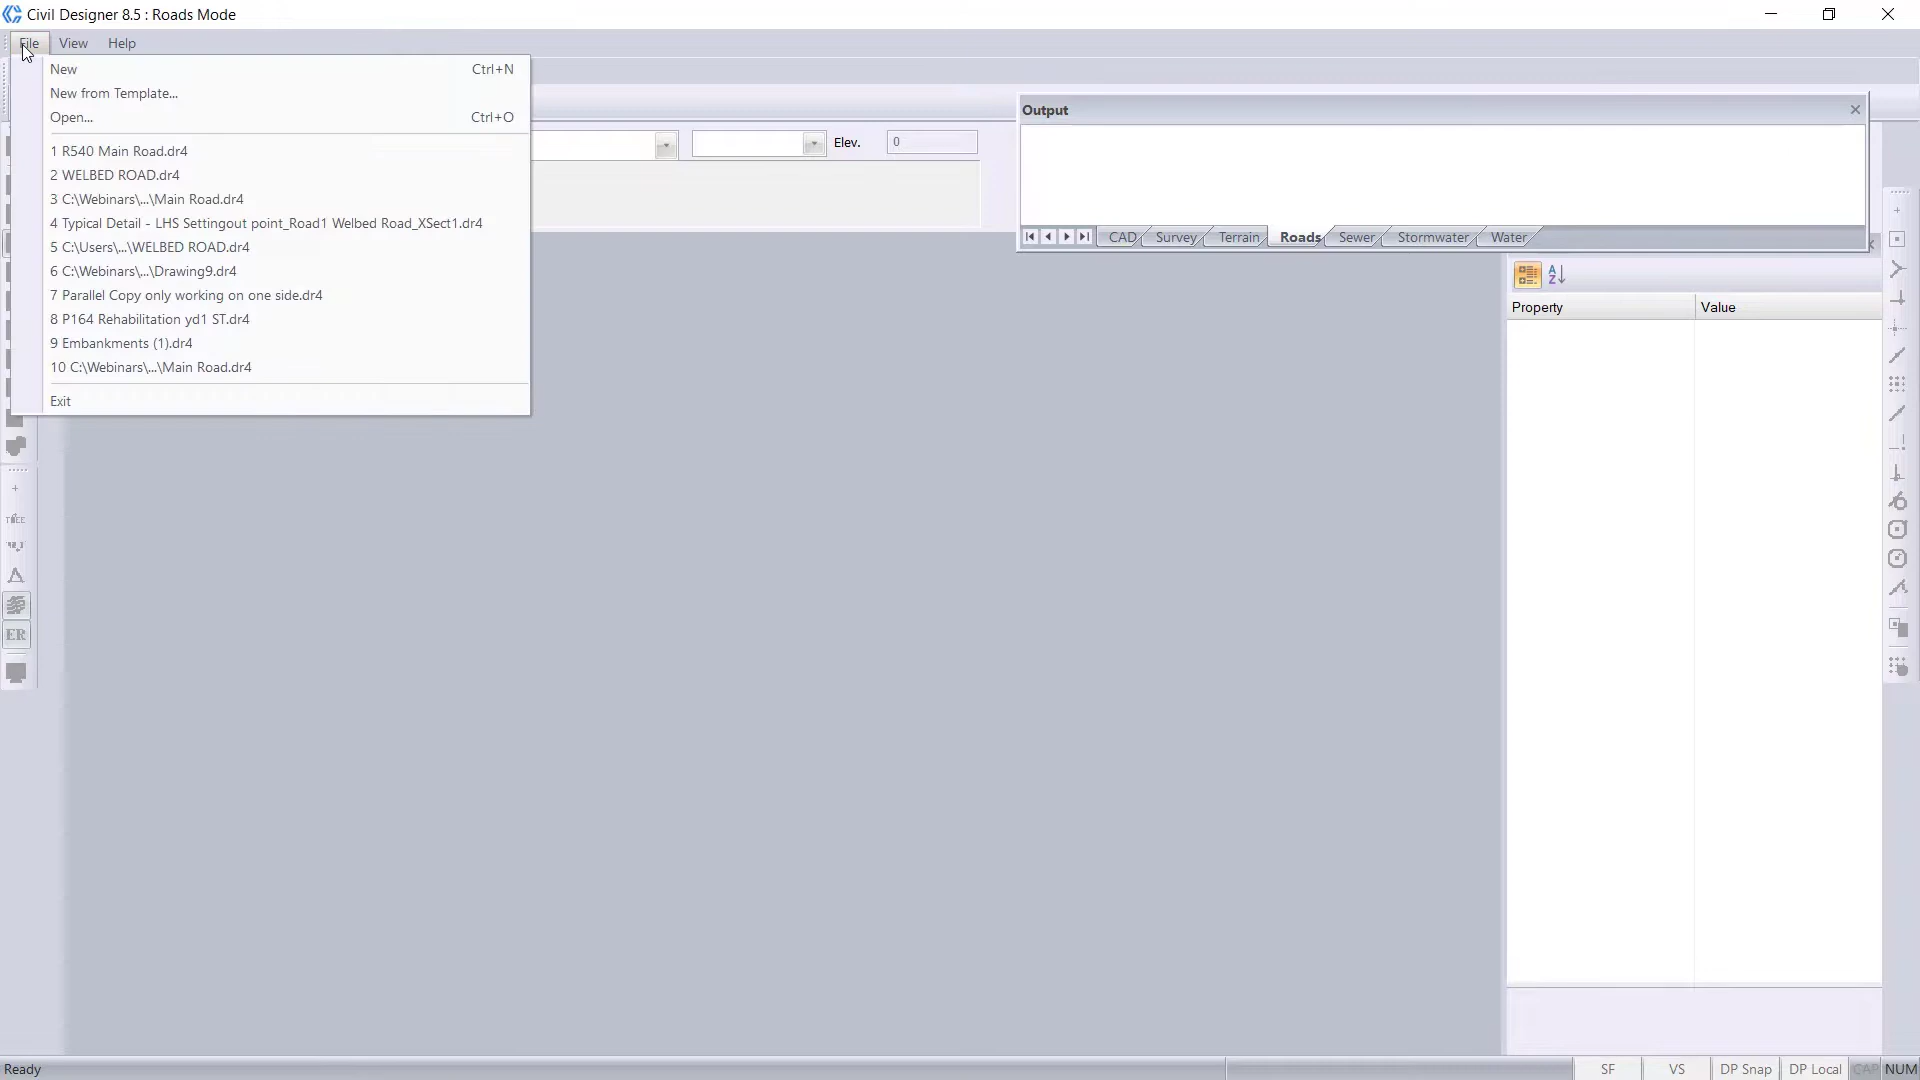 Civil Designer 8.5 : Roads Mode
File View Help
New Ctrl+N
New from Template...
Open... Ctrl+O
1 R540 Main Road.dr4
2 WELBED ROAD.dr4
3 C:\Webinars\...\Main Road.dr4
4 Typical Detail - LHS Settingout point_Road1 Welbed Road_XSect1.dr4
5 C:\Users\...\WELBED ROAD.dr4
6 C:\Webinars\...\Drawing9.dr4
7 Parallel Copy only working on one side.dr4
8 P164 Rehabilitation yd1 ST.dr4
9 Embankments (1).dr4
10 C:\Webinars\...\Main Road.dr4
Exit
Elev. 0
Output
CAD Survey Terrain Roads Sewer Stormwater Water
Property Value
TREE
ER
Ready SF VS DP Snap DP Local CAP NUM